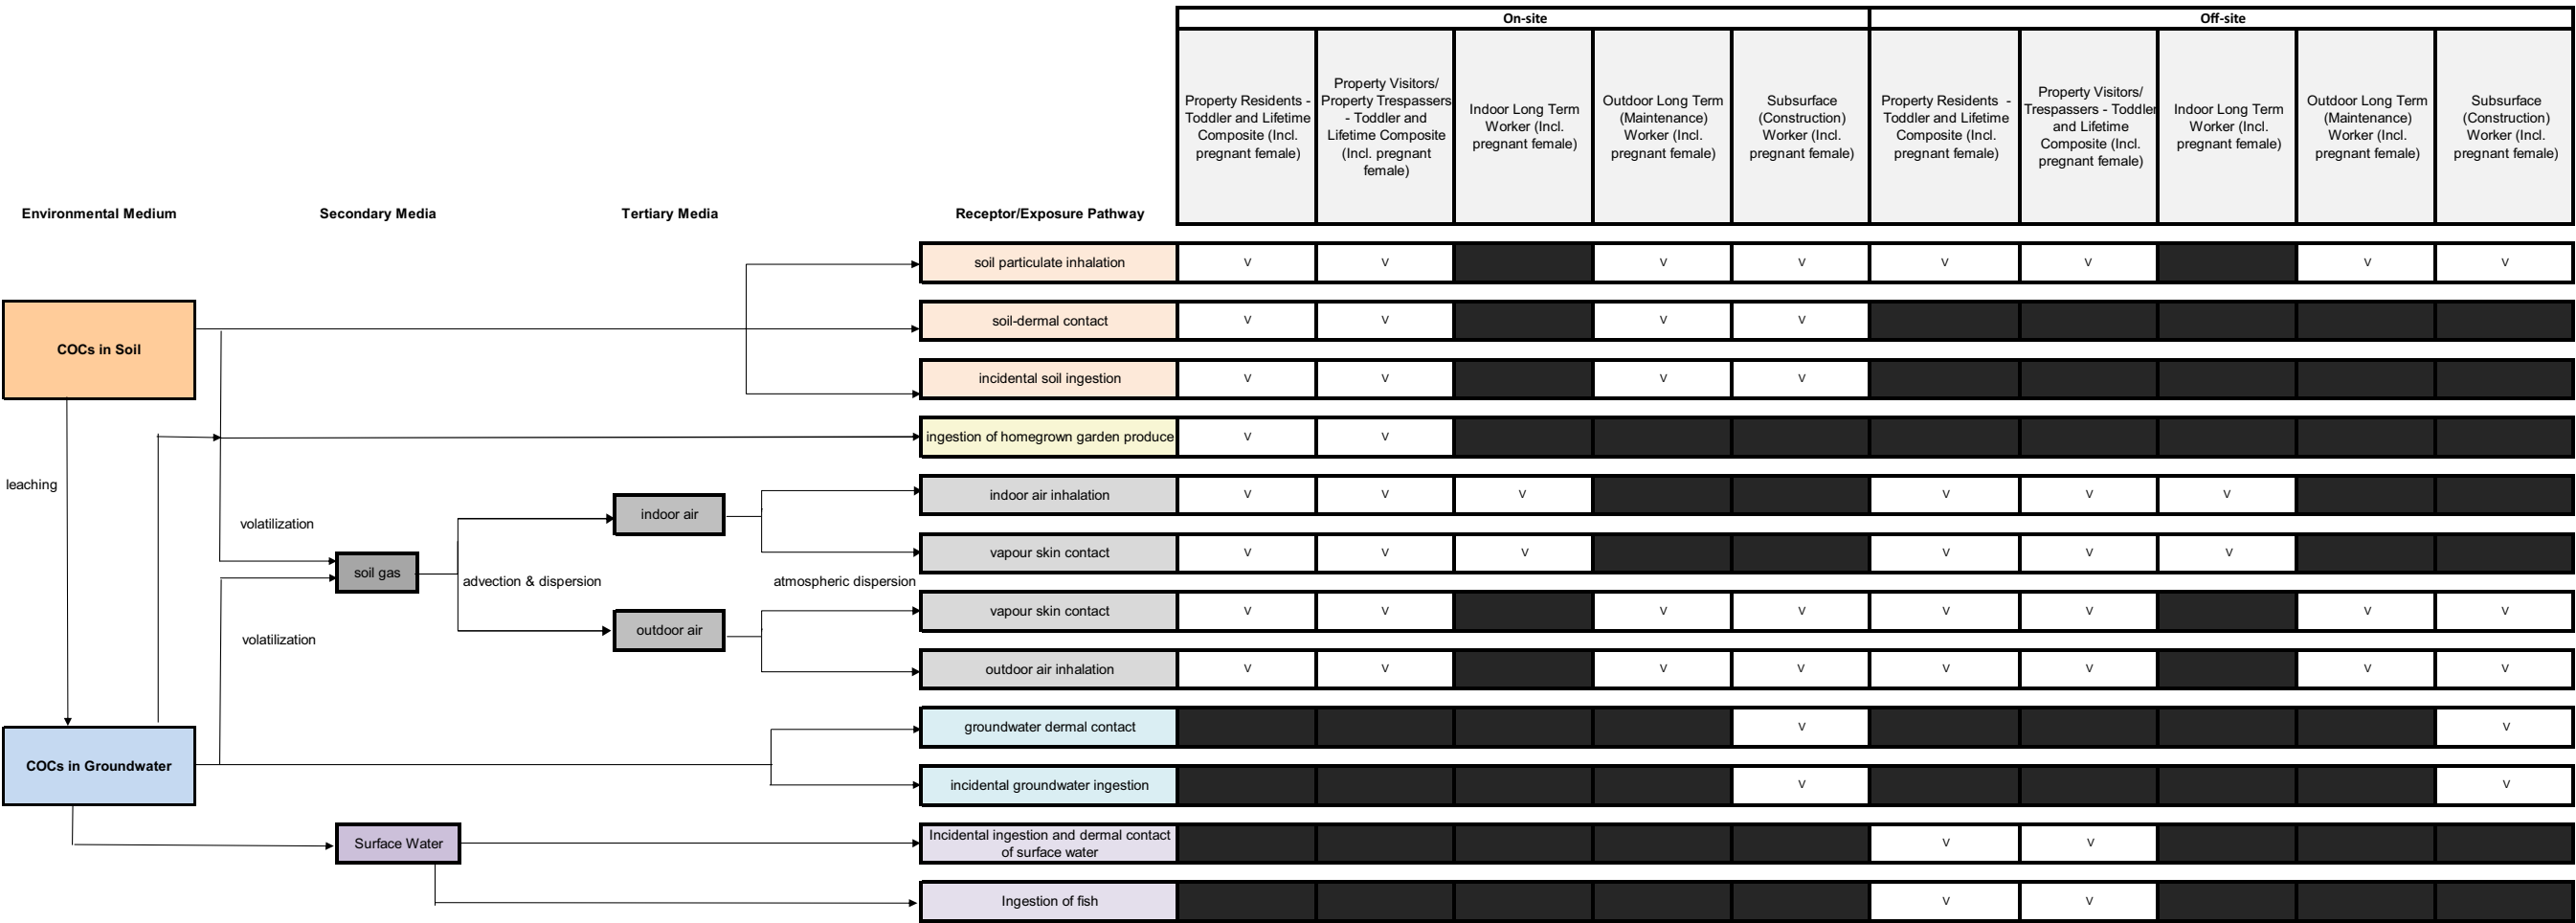 On-site
Off-site
Property Residents -
Toddler and Lifetime
Composite (Incl.
pregnant female)
Property Visitors/
Property Trespassers
- Toddler and
Lifetime Composite
(Incl. pregnant
female)
Indoor Long Term
Worker (Incl.
pregnant female)
Outdoor Long Term
(Maintenance)
Worker (Incl.
pregnant female)
Subsurface
(Construction)
Worker (Incl.
pregnant female)
Property Residents -
Toddler and Lifetime
Composite (Incl.
pregnant female)
Property Visitors/
Trespassers - Toddler
and Lifetime
Composite (Incl.
pregnant female)
Indoor Long Term
Worker (Incl.
pregnant female)
Outdoor Long Term
(Maintenance)
Worker (Incl.
pregnant female)
Subsurface
(Construction)
Worker (Incl.
pregnant female)
Environmental Medium
Secondary Media
Tertiary Media
Receptor/Exposure Pathway
soil particulate inhalation
v v v v v v v v
COCs in Soil
soil-dermal contact
v v v v
incidental soil ingestion
v v v v
ingestion of homegrown garden produce
v v
leaching
volatilization
indoor air
indoor air inhalation
v v v v v v
soil gas
advection & dispersion
atmospheric dispersion
vapour skin contact
v v v v v v
volatilization
outdoor air
vapour skin contact
v v v v v v v v
outdoor air inhalation
v v v v v v v v
COCs in Groundwater
groundwater dermal contact
v v
incidental groundwater ingestion
v v
Surface Water
Incidental ingestion and dermal contact
of surface water
v v
Ingestion of fish
v v